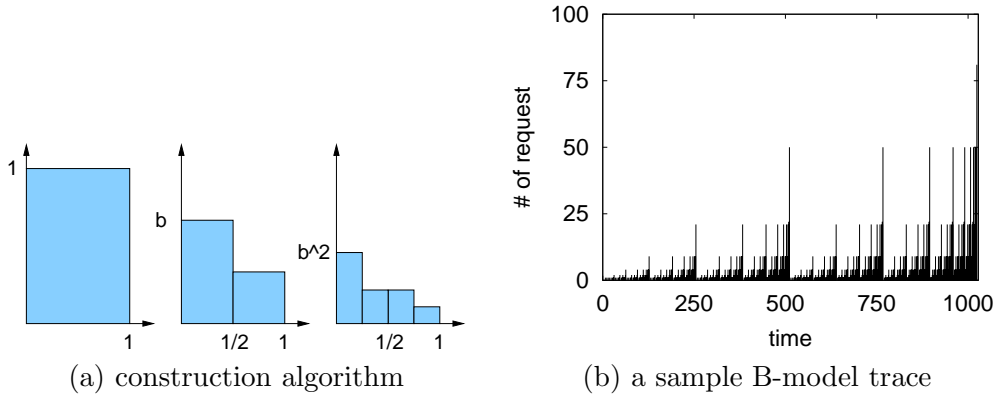 1
1
b
1/2 1
b^2
1/2 1
(a) construction algorithm
100
75
50
25
0
# of request
0 250 500 750 1000
time
(b) a sample B-model trace